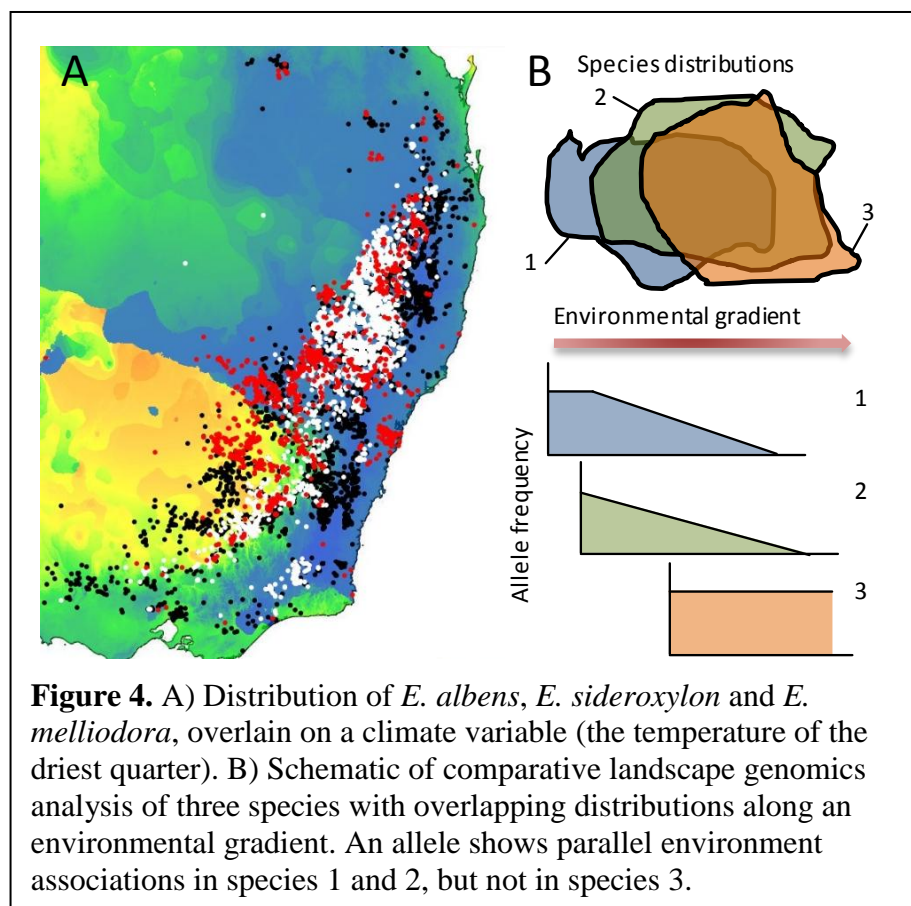 A
B
Species distributions
2
3
1
Environmental gradient
Allele frequency
1
2
3
Figure 4. A) Distribution of E. albens, E. sideroxylon and E.
melliodora, overlain on a climate variable (the temperature of the
driest quarter). B) Schematic of comparative landscape genomics
analysis of three species with overlapping distributions along an
environmental gradient. An allele shows parallel environment
associations in species 1 and 2, but not in species 3.